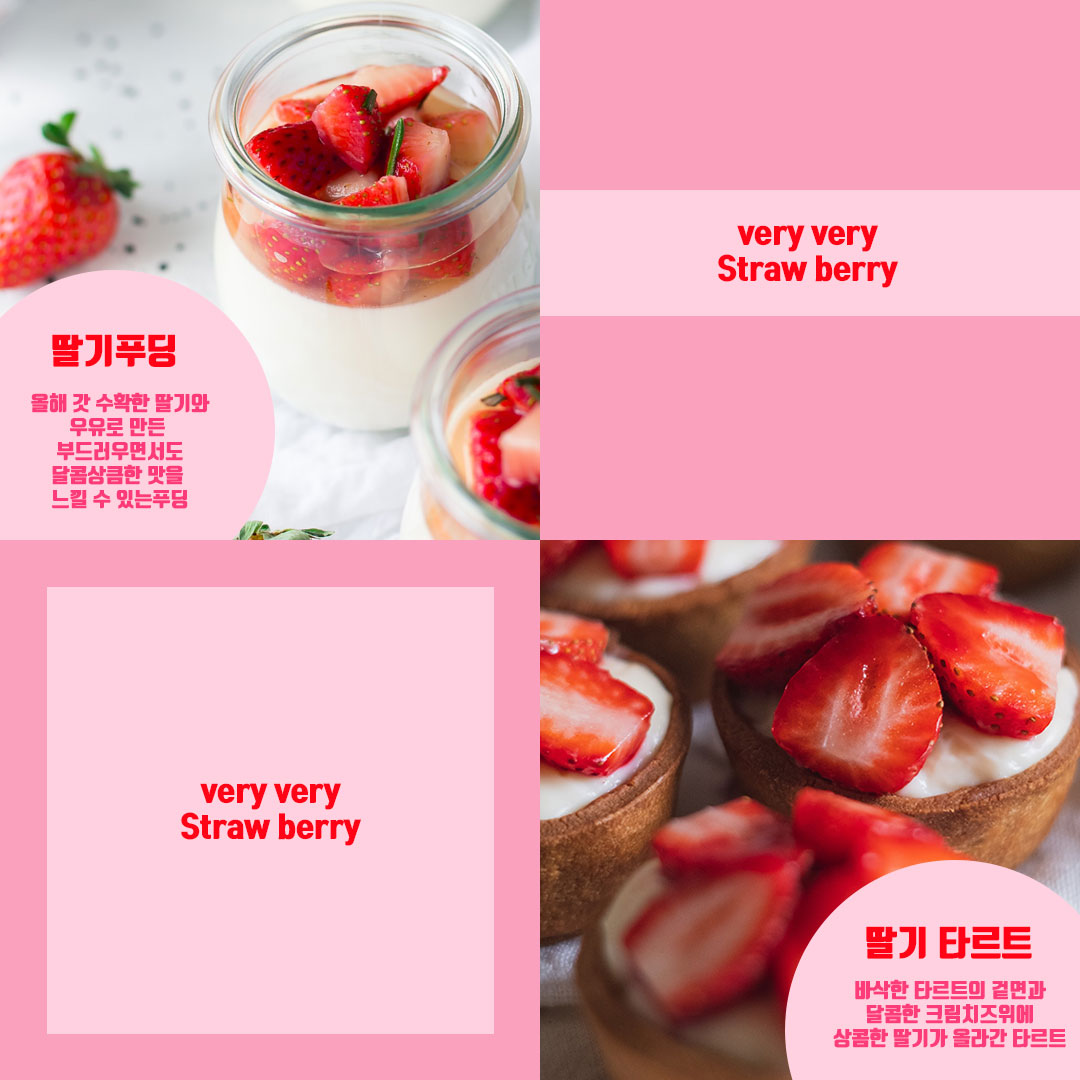 딸기푸딩
올해 갓 수확한 딸기와
우유로 만든
부드러우면서도
달콤상큼한 맛을
느낄 수 있는푸딩
very very
Straw berry
very very
Straw berry
딸기 타르트
바삭한 타르트의 겉면과
달콤한 크림치즈위에
상콤한 딸기가 올라간 타르트